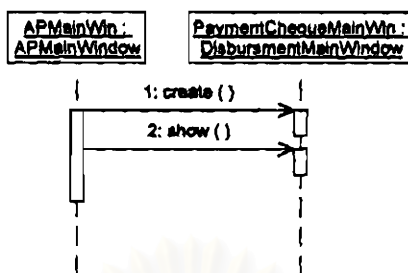 APMainWin :
APMainWindow
PaymentChequeMainWin :
DisbursmentMainWindow
1: create ( )
2: show ( )